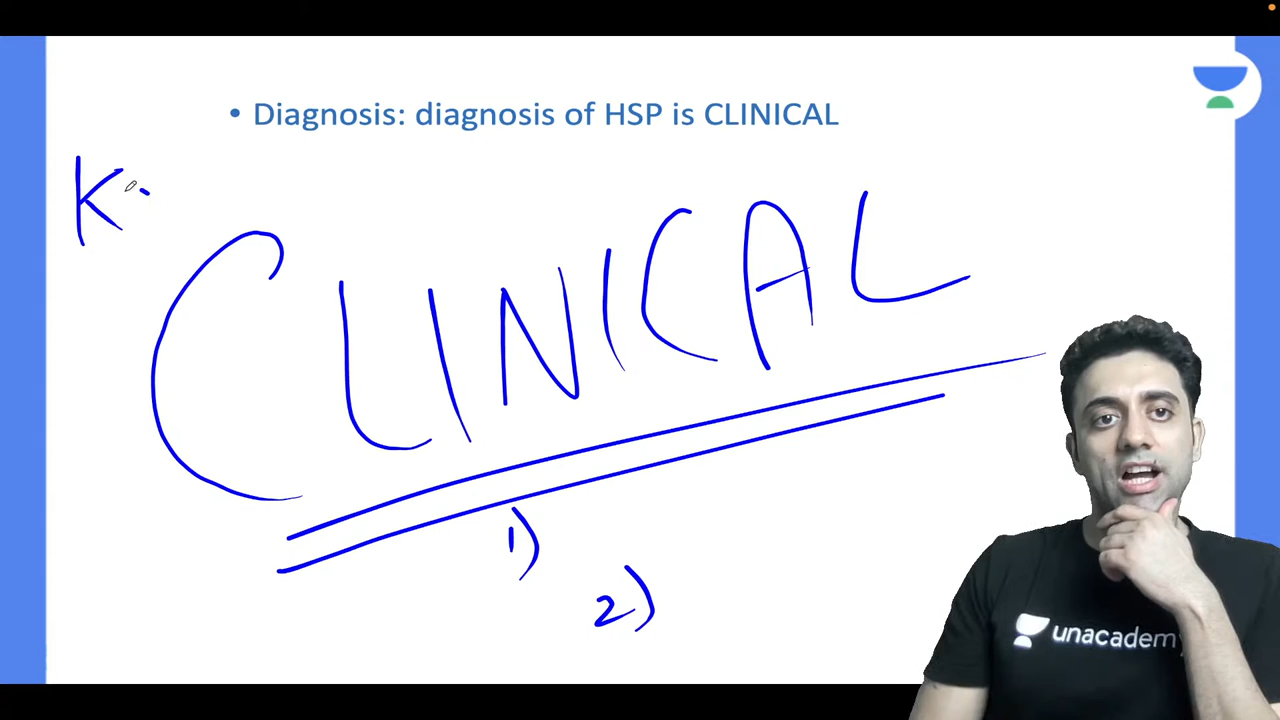 • Diagnosis: diagnosis of HSP is CLINICAL
K:-
CLINICAL
1)
2)
unacademy